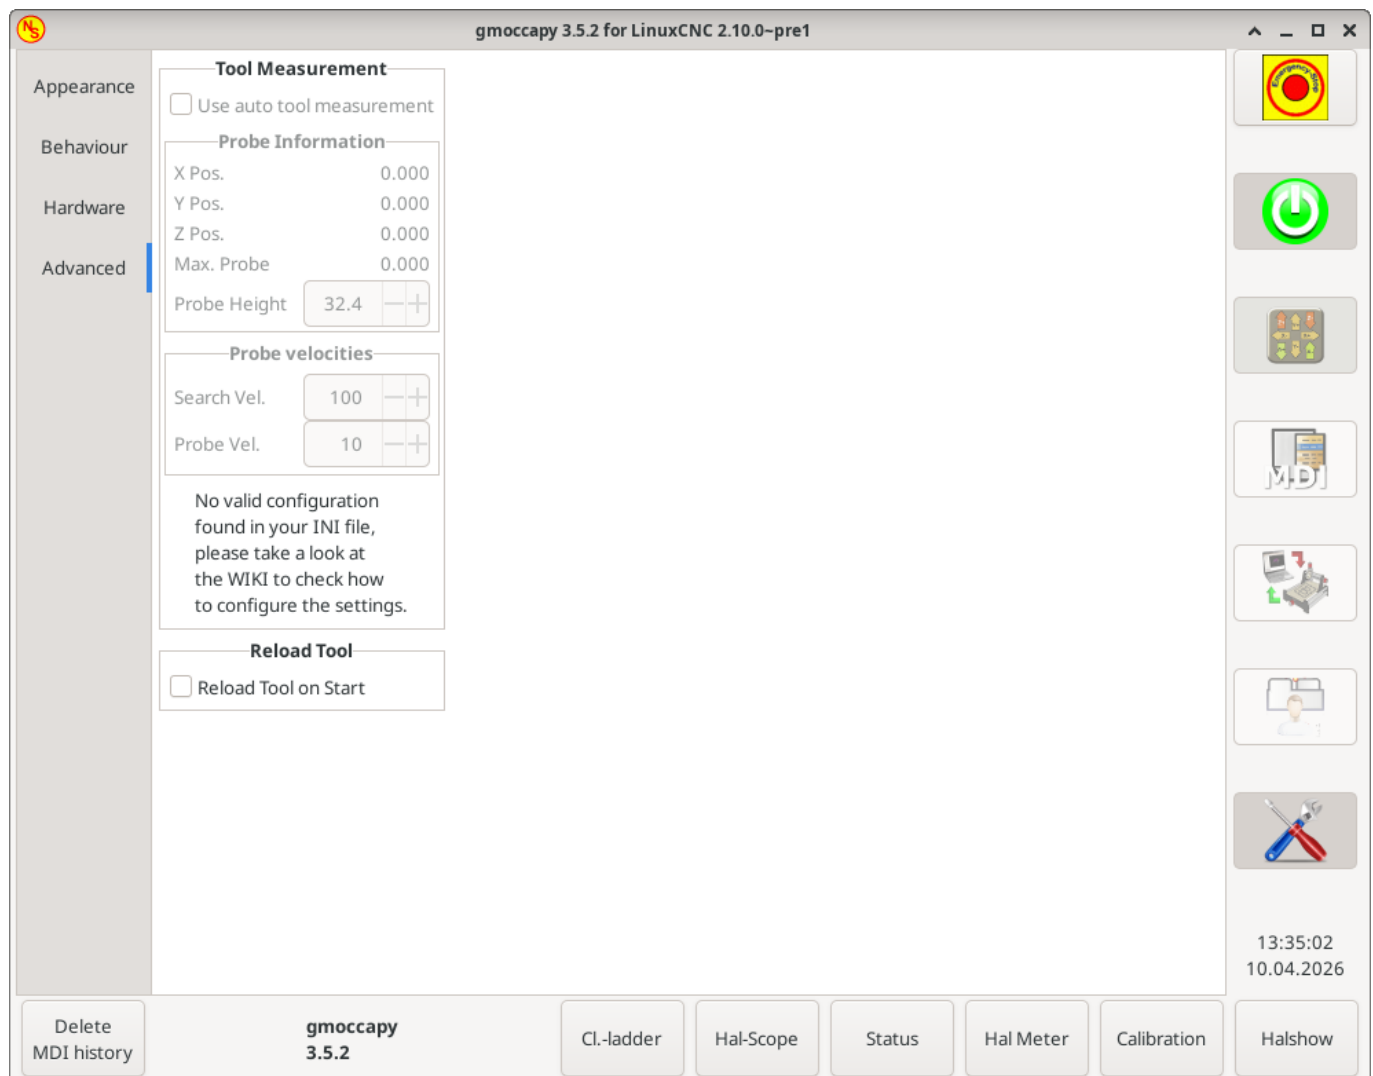 NS
gmoccapy 3.5.2 for LinuxCNC 2.10.0~pre1
Appearance
Behaviour
Hardware
Advanced
Tool Measurement
Use auto tool measurement
Probe Information
X Pos. 0.000
Y Pos. 0.000
Z Pos. 0.000
Max. Probe 0.000
Probe Height 32.4
Probe velocities
Search Vel. 100
Probe Vel. 10
No valid configuration
found in your INI file,
please take a look at
the WIKI to check how
to configure the settings.
Reload Tool
Reload Tool on Start
Emergency-Stop
MDI
13:35:02
10.04.2026
Delete
MDI history
gmoccapy
3.5.2
Cl.-ladder
Hal-Scope
Status
Hal Meter
Calibration
Halshow